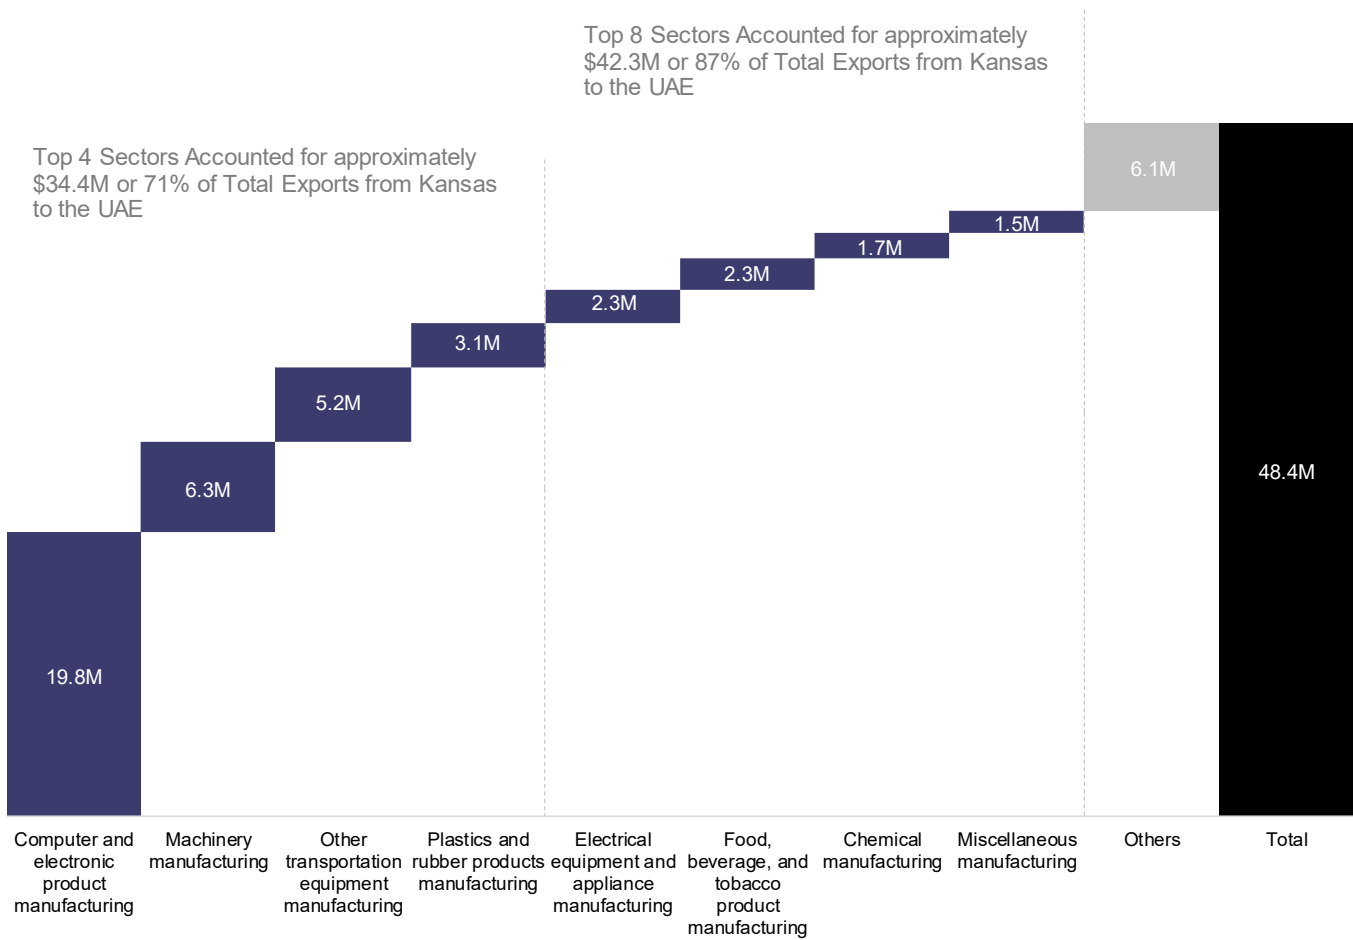 Top 8 Sectors Accounted for approximately
$42.3M or 87% of Total Exports from Kansas
to the UAE
Top 4 Sectors Accounted for approximately
$34.4M or 71% of Total Exports from Kansas
to the UAE
6.1M
1.5M
1.7M
2.3M
2.3M
3.1M
5.2M
6.3M
48.4M
19.8M
Computer and
electronic
product
manufacturing
Machinery
manufacturing
Other
transportation
equipment
manufacturing
Plastics and
rubber products
manufacturing
Electrical
equipment and
appliance
manufacturing
Food,
beverage, and
tobacco
product
manufacturing
Chemical
manufacturing
Miscellaneous
manufacturing
Others
Total